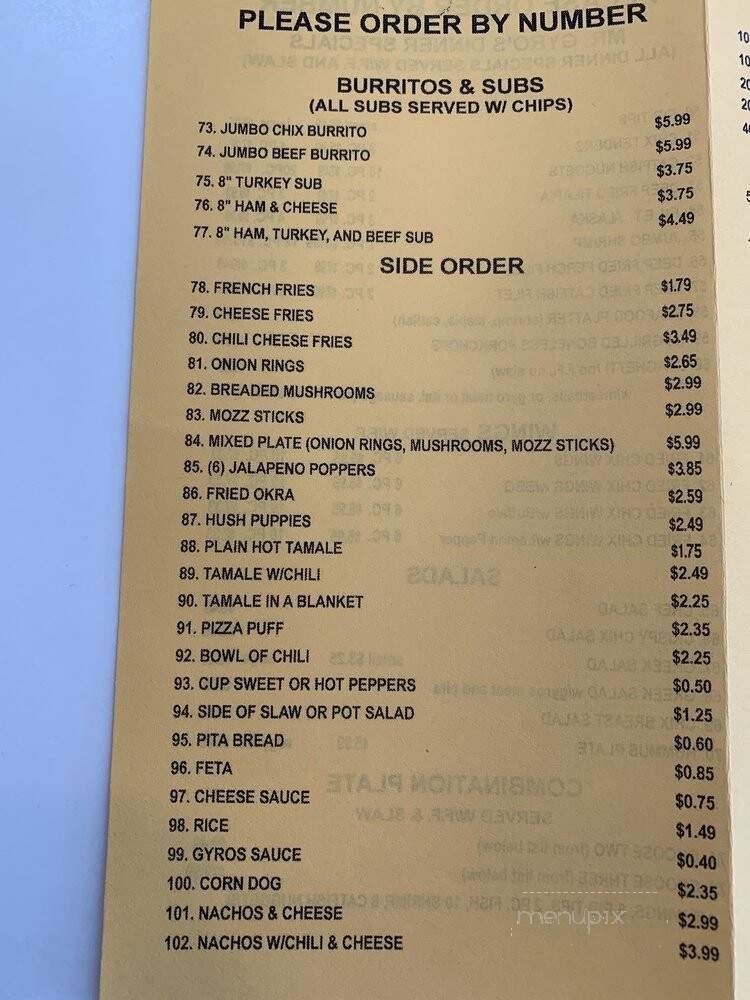 PLEASE ORDER BY NUMBER
BURRITOS & SUBS
(ALL SUBS SERVED W/ CHIPS)
73. JUMBO CHIX BURRITO $5.99
74. JUMBO BEEF BURRITO $5.99
75. 8" TURKEY SUB $3.75
76. 8" HAM & CHEESE $3.75
77. 8" HAM, TURKEY, AND BEEF SUB $4.49
SIDE ORDER
78. FRENCH FRIES $1.79
79. CHEESE FRIES $2.75
80. CHILI CHEESE FRIES $3.49
81. ONION RINGS $2.65
82. BREADED MUSHROOMS $2.99
83. MOZZ STICKS $2.99
84. MIXED PLATE (ONION RINGS, MUSHROOMS, MOZZ STICKS) $5.99
85. (6) JALAPENO POPPERS $3.85
86. FRIED OKRA $2.59
87. HUSH PUPPIES $2.49
88. PLAIN HOT TAMALE $1.75
89. TAMALE W/CHILI $2.49
90. TAMALE IN A BLANKET $2.25
91. PIZZA PUFF $2.35
92. BOWL OF CHILI $2.25
93. CUP SWEET OR HOT PEPPERS $0.50
94. SIDE OF SLAW OR POT SALAD $1.25
95. PITA BREAD $0.60
96. FETA $0.85
97. CHEESE SAUCE $0.75
98. RICE $1.49
99. GYROS SAUCE $0.40
100. CORN DOG $2.35
101. NACHOS & CHEESE $2.99
102. NACHOS W/CHILI & CHEESE $3.99
menupix